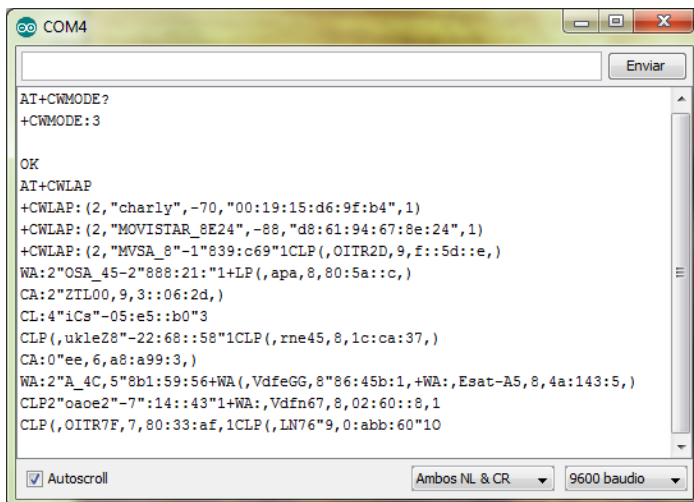 COM4
Enviar
AT+CWMODE?
+CWMODE:3
OK
AT+CWLAP
+CWLAP:(2,"charly",-70,"00:19:15:d6:9f:b4",1)
+CWLAP:(2,"MOVISTAR_8E24",-88,"d8:61:94:67:8e:24",1)
+CWLAP:(2,"MVSA_8"-1"839:c69"1CLP(,OITR2D,9,f::5d::e,)
WA:2"OSA_45-2"888:21:"1+LP(,apa,8,80:5a::c,)
CA:2"ZTL00,9,3::06:2d,)
CL:4"iCs"-05:e5::b0"3
CLP(,ukleZ8"-22:68::58"1CLP(,rne45,8,1c:ca:37,)
CA:0"ee,6,a8:a99:3,)
WA:2"A_4C,5"8b1:59:56+WA(,VdfeGG,8"86:45b:1,+WA:,Esat-A5,8,4a:143:5,)
CLP2"oaoe2"-7":14::43"1+WA:,Vdfn67,8,02:60::8,1
CLP(,OITR7F,7,80:33:af,1CLP(,LN76"9,0:abb:60"1O
Autoscroll
Ambos NL & CR
9600 baudio